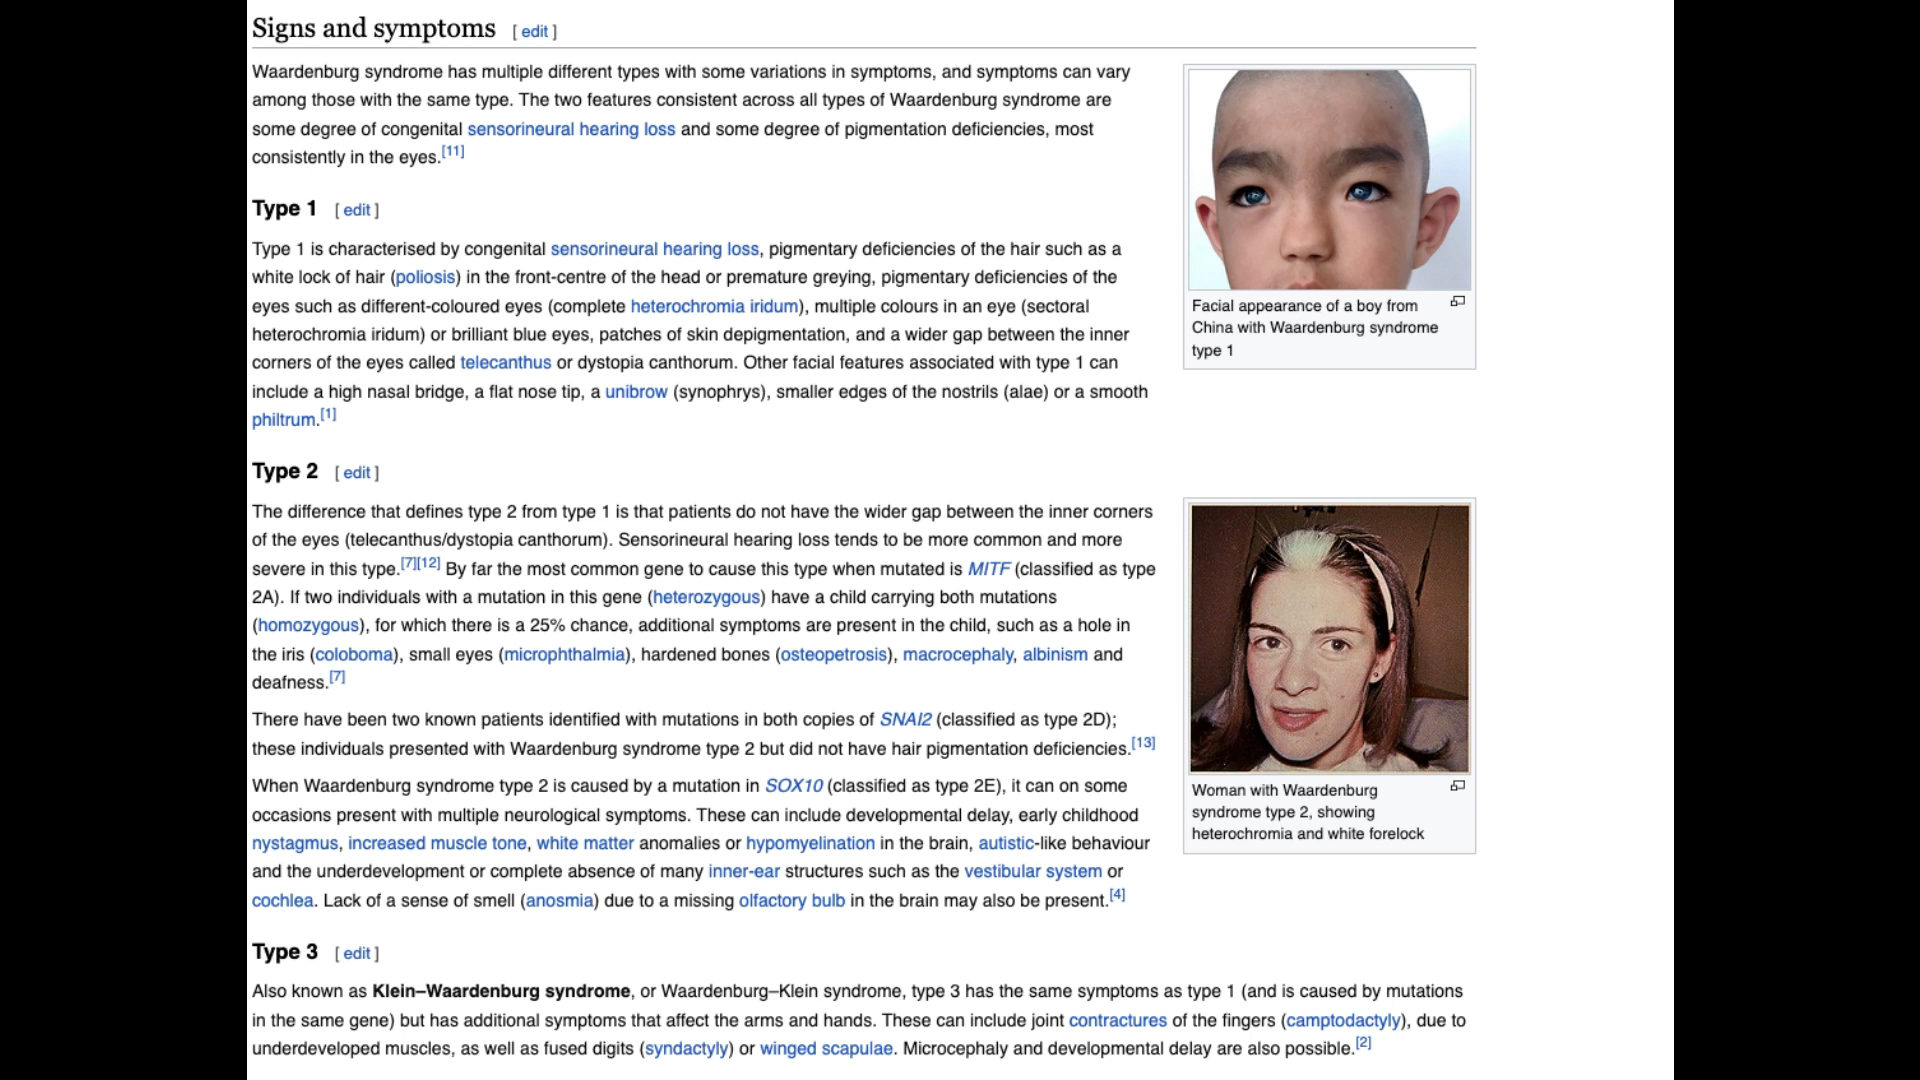 Signs and symptoms [ edit ]
Waardenburg syndrome has multiple different types with some variations in symptoms, and symptoms can vary
among those with the same type. The two features consistent across all types of Waardenburg syndrome are
some degree of congenital sensorineural hearing loss and some degree of pigmentation deficiencies, most
consistently in the eyes.[11]
Facial appearance of a boy from
China with Waardenburg syndrome
type 1
Type 1 [ edit ]
Type 1 is characterised by congenital sensorineural hearing loss, pigmentary deficiencies of the hair such as a
white lock of hair (poliosis) in the front-centre of the head or premature greying, pigmentary deficiencies of the
eyes such as different-coloured eyes (complete heterochromia iridum), multiple colours in an eye (sectoral
heterochromia iridum) or brilliant blue eyes, patches of skin depigmentation, and a wider gap between the inner
corners of the eyes called telecanthus or dystopia canthorum. Other facial features associated with type 1 can
include a high nasal bridge, a flat nose tip, a unibrow (synophrys), smaller edges of the nostrils (alae) or a smooth
philtrum.[1]
Type 2 [ edit ]
The difference that defines type 2 from type 1 is that patients do not have the wider gap between the inner corners
of the eyes (telecanthus/dystopia canthorum). Sensorineural hearing loss tends to be more common and more
severe in this type.[7][12] By far the most common gene to cause this type when mutated is MITF (classified as type
2A). If two individuals with a mutation in this gene (heterozygous) have a child carrying both mutations
(homozygous), for which there is a 25% chance, additional symptoms are present in the child, such as a hole in
the iris (coloboma), small eyes (microphthalmia), hardened bones (osteopetrosis), macrocephaly, albinism and
deafness.[7]
There have been two known patients identified with mutations in both copies of SNAI2 (classified as type 2D);
these individuals presented with Waardenburg syndrome type 2 but did not have hair pigmentation deficiencies.[13]
When Waardenburg syndrome type 2 is caused by a mutation in SOX10 (classified as type 2E), it can on some
occasions present with multiple neurological symptoms. These can include developmental delay, early childhood
nystagmus, increased muscle tone, white matter anomalies or hypomyelination in the brain, autistic-like behaviour
and the underdevelopment or complete absence of many inner-ear structures such as the vestibular system or
cochlea. Lack of a sense of smell (anosmia) due to a missing olfactory bulb in the brain may also be present.[4]
Woman with Waardenburg
syndrome type 2, showing
heterochromia and white forelock
Type 3 [ edit ]
Also known as Klein–Waardenburg syndrome, or Waardenburg–Klein syndrome, type 3 has the same symptoms as type 1 (and is caused by mutations
in the same gene) but has additional symptoms that affect the arms and hands. These can include joint contractures of the fingers (camptodactyly), due to
underdeveloped muscles, as well as fused digits (syndactyly) or winged scapulae. Microcephaly and developmental delay are also possible.[2]